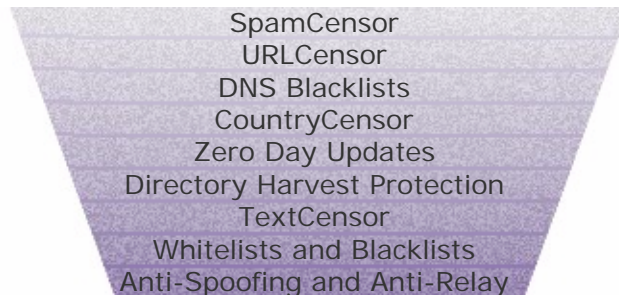 SpamCensor
URLCensor
DNS Blacklists
CountryCensor
Zero Day Updates
Directory Harvest Protection
TextCensor
Whitelists and Blacklists
Anti-Spoofing and Anti-Relay